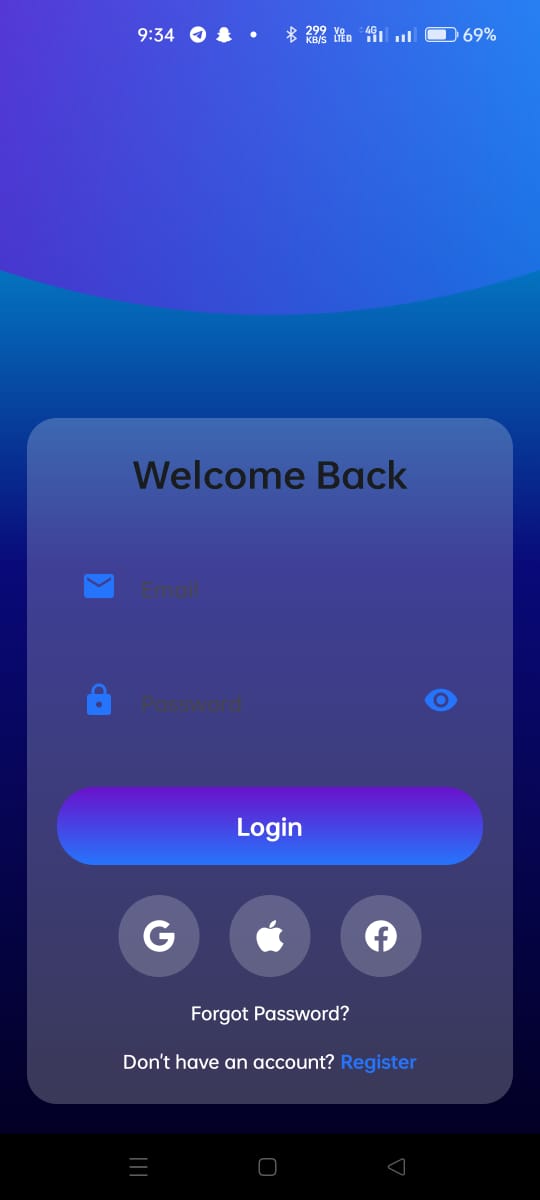 9:34 299 KB/S Vo LTE 4G 69%
Welcome Back
Email
Password
Login
Forgot Password?
Don't have an account? Register